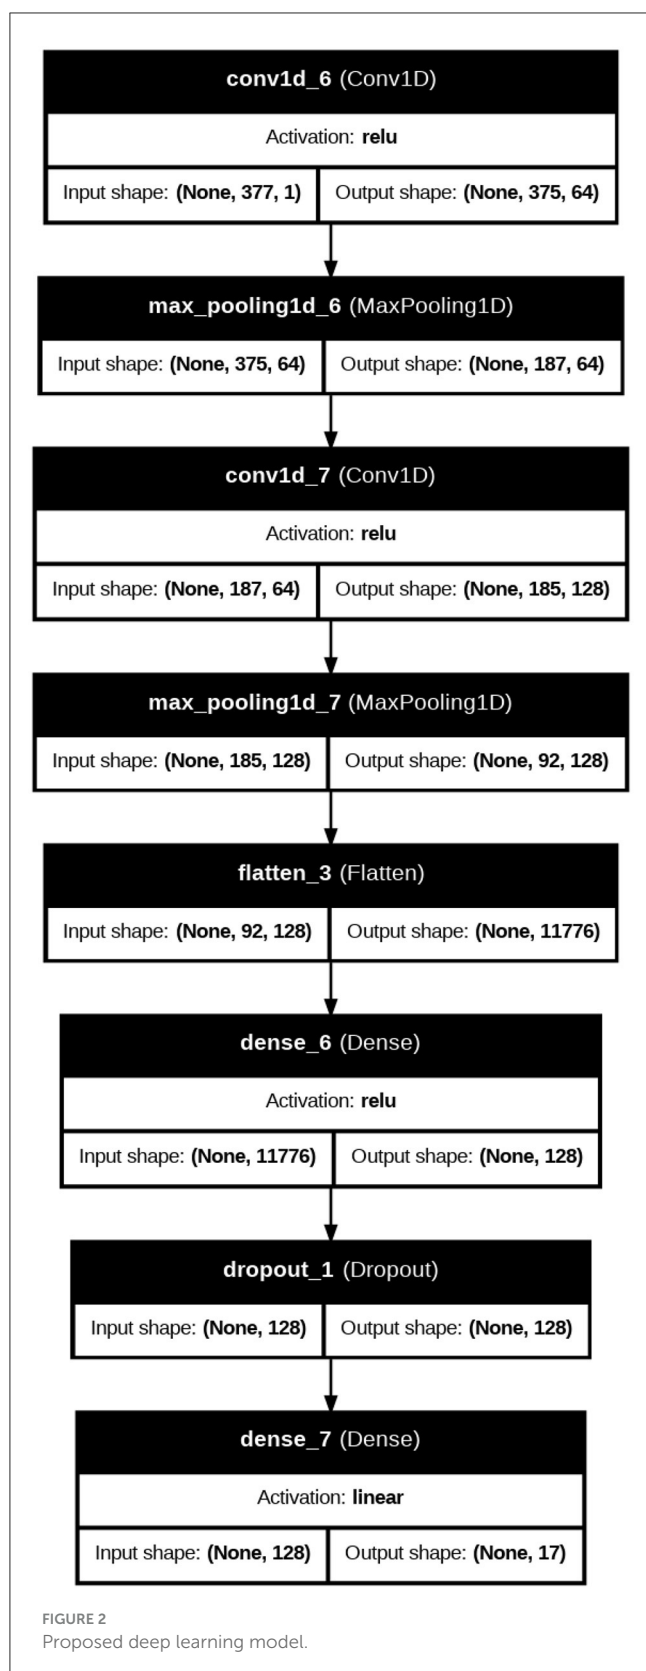 conv1d_6 (Conv1D)
Activation: relu
Input shape: (None, 377, 1) Output shape: (None, 375, 64)
max_pooling1d_6 (MaxPooling1D)
Input shape: (None, 375, 64) Output shape: (None, 187, 64)
conv1d_7 (Conv1D)
Activation: relu
Input shape: (None, 187, 64) Output shape: (None, 185, 128)
max_pooling1d_7 (MaxPooling1D)
Input shape: (None, 185, 128) Output shape: (None, 92, 128)
flatten_3 (Flatten)
Input shape: (None, 92, 128) Output shape: (None, 11776)
dense_6 (Dense)
Activation: relu
Input shape: (None, 11776) Output shape: (None, 128)
dropout_1 (Dropout)
Input shape: (None, 128) Output shape: (None, 128)
dense_7 (Dense)
Activation: linear
Input shape: (None, 128) Output shape: (None, 17)
FIGURE 2
Proposed deep learning model.